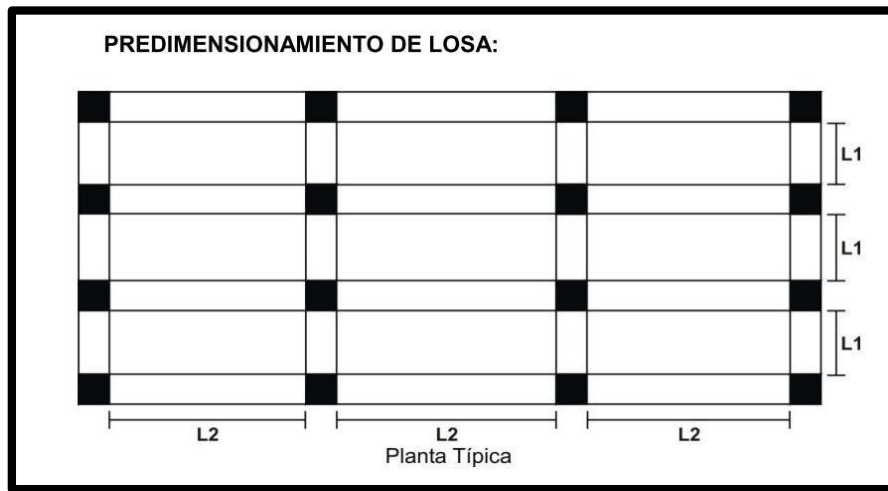 PREDIMENSIONAMIENTO DE LOSA:
L1
L1
L1
L2 L2 L2
Planta Típica